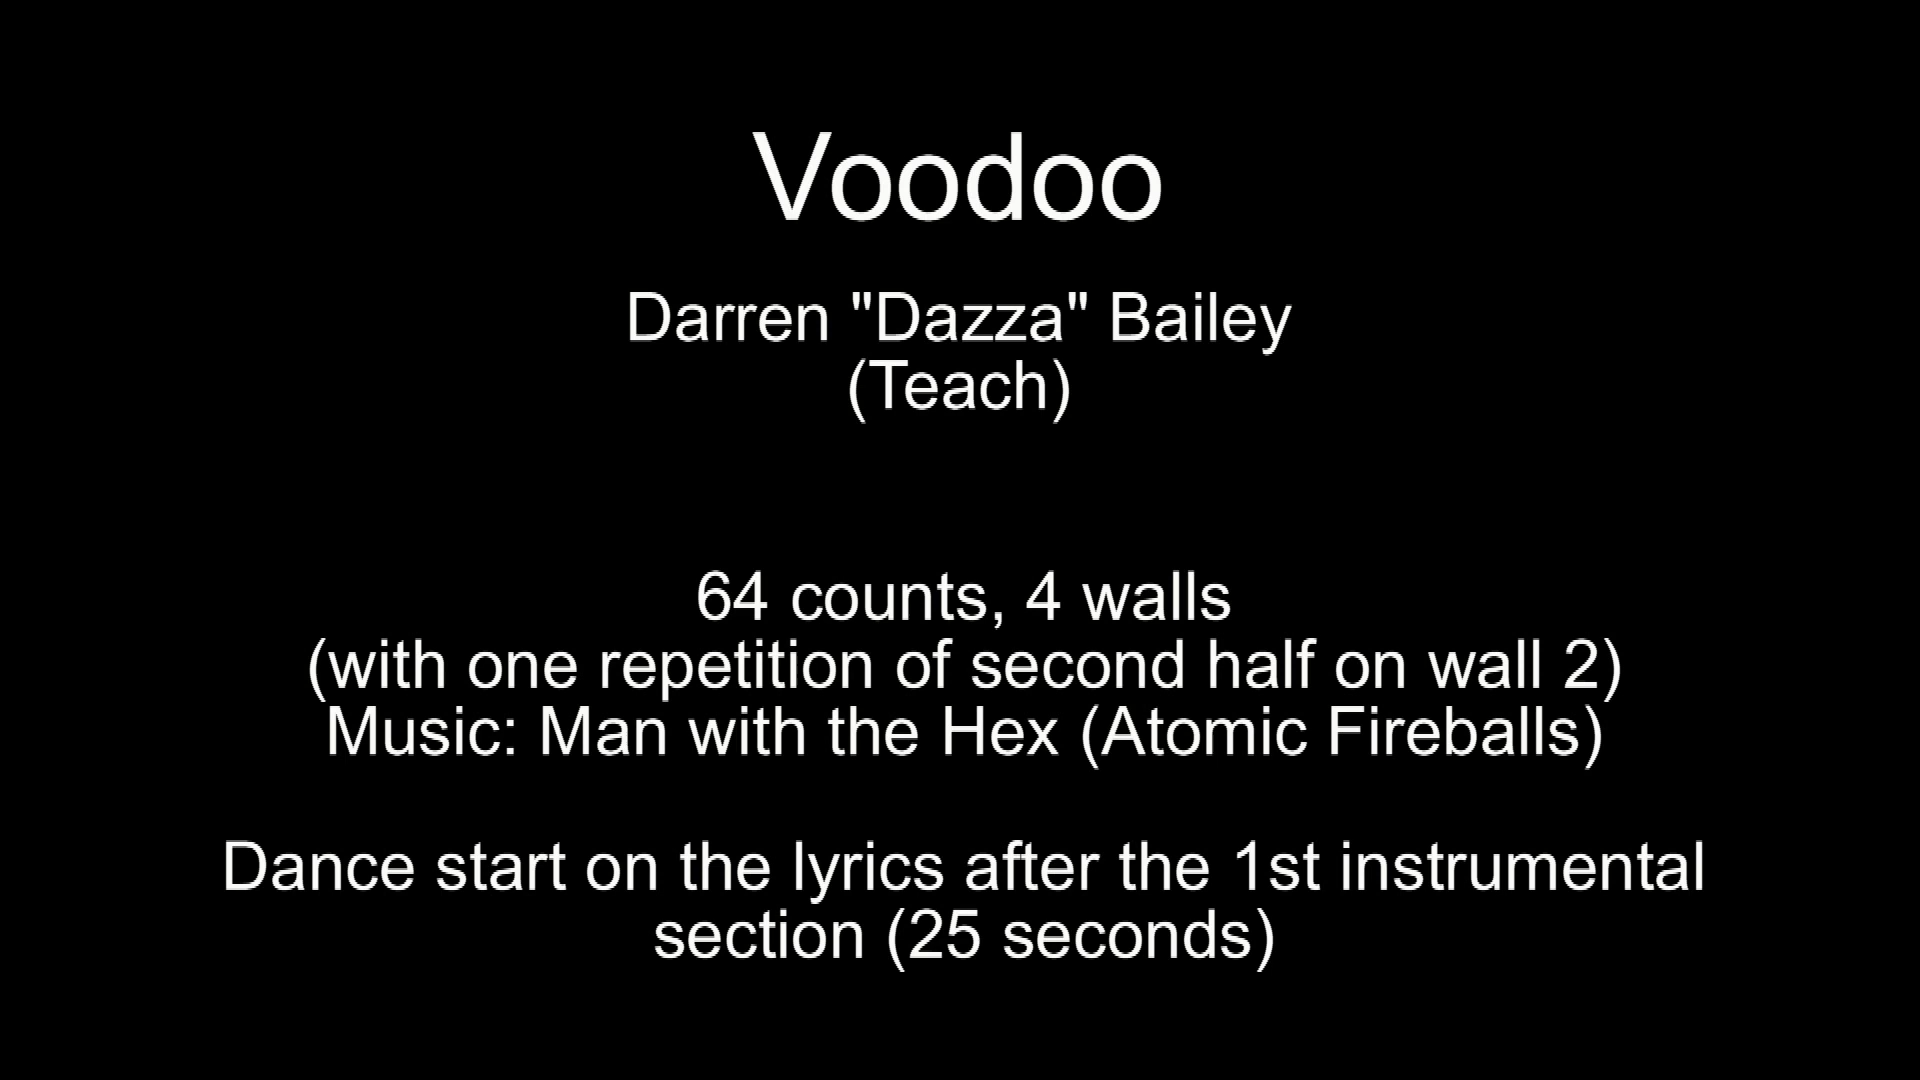 Voodoo
Darren "Dazza" Bailey
(Teach)
64 counts, 4 walls
(with one repetition of second half on wall 2)
Music: Man with the Hex (Atomic Fireballs)
Dance start on the lyrics after the 1st instrumental
section (25 seconds)